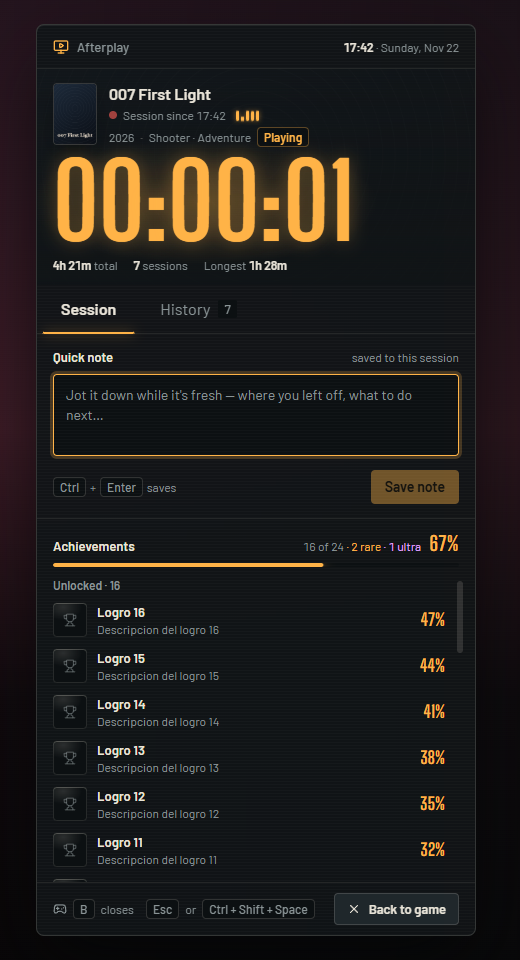 Afterplay
17:42 · Sunday, Nov 22
007 First Light
007 First Light
Session since 17:42
2026 · Shooter · Adventure Playing
00:00:01
4h 21m total 7 sessions Longest 1h 28m
Session History 7
Quick note saved to this session
Jot it down while it's fresh — where you left off, what to do
next...
Ctrl + Enter saves Save note
Achievements 16 of 24 · 2 rare · 1 ultra 67%
Unlocked · 16
Logro 16
Descripcion del logro 16
47%
Logro 15
Descripcion del logro 15
44%
Logro 14
Descripcion del logro 14
41%
Logro 13
Descripcion del logro 13
38%
Logro 12
Descripcion del logro 12
35%
Logro 11
Descripcion del logro 11
32%
B closes Esc or Ctrl + Shift + Space Back to game